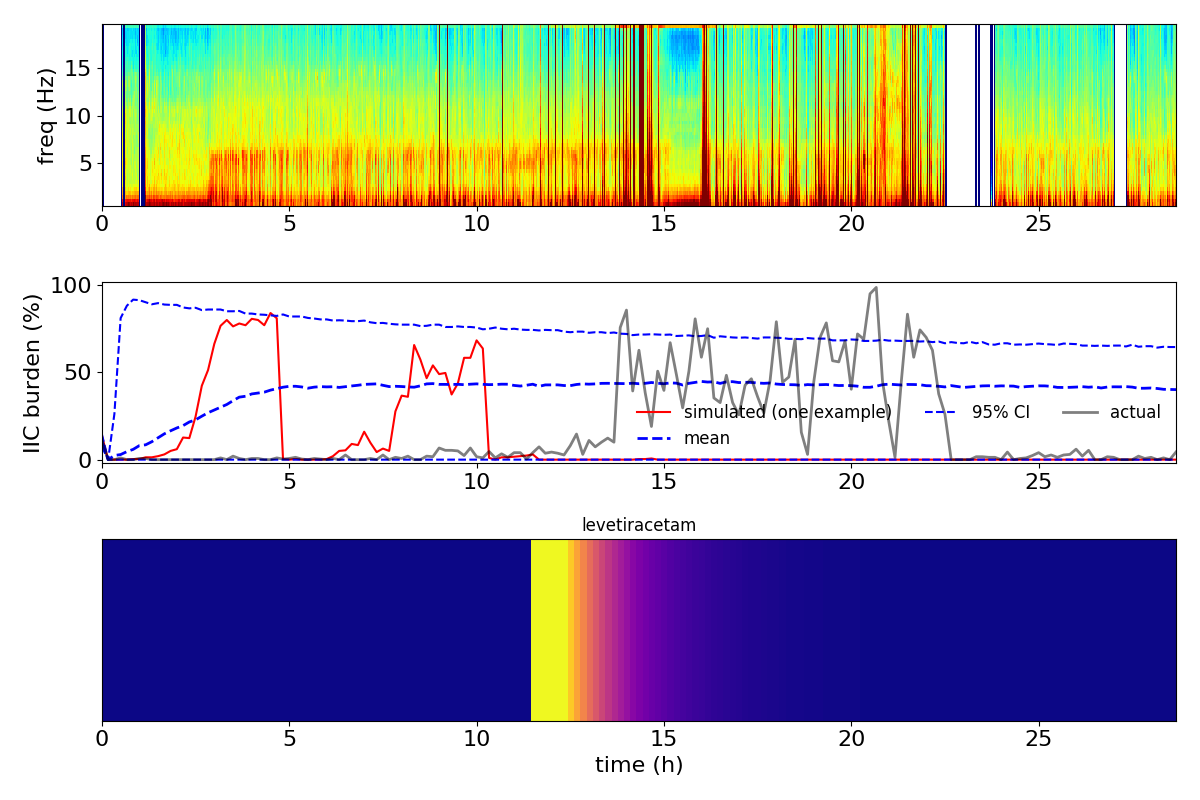 freq (Hz)
15
10
5
0 5 10 15 20 25
IIC burden (%)
100
50
0
simulated (one example) 95% CI actual
mean
0 5 10 15 20 25
levetiracetam
0 5 10 15 20 25
time (h)